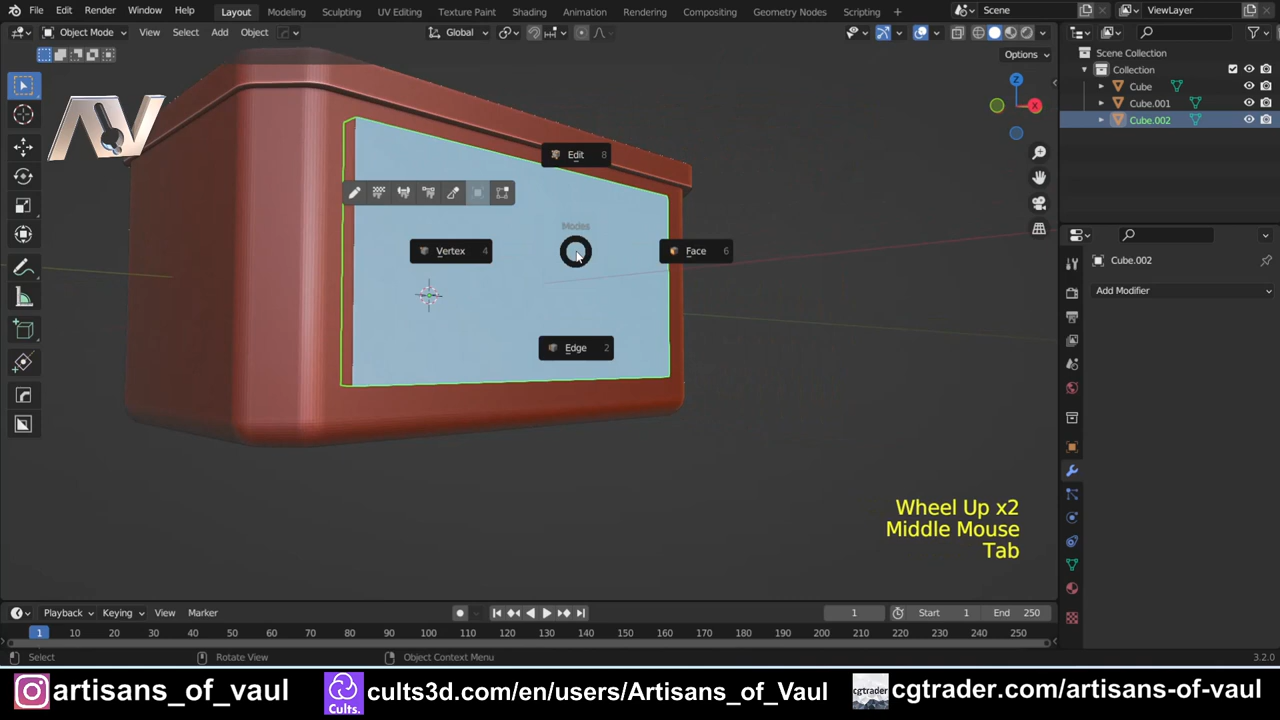 File Edit Render Window Help Layout Modeling Sculpting UV Editing Texture Paint Shading Animation Rendering Compositing Geometry Nodes Scripting + Scene ViewLayer
Object Mode View Select Add Object Global
Options
Scene Collection
Collection
Cube
Cube.001
Cube.002
AV
X
Z
Edit 8
Modes
Vertex 4
Face 6
Edge 2
Cube.002
Add Modifier
Wheel Up x2
Middle Mouse
Tab
Playback Keying View Marker 1 Start 1 End 250
1 10 20 30 40 50 60 70 80 90 100 110 120 130 140 150 160 170 180 190 200 210 220 230 240 250
Select Rotate View Object Context Menu 3.2.0
artisans_of_vaul Cults. cults3d.com/en/users/Artisans_of_Vaul cgtrader cgtrader.com/artisans-of-vaul